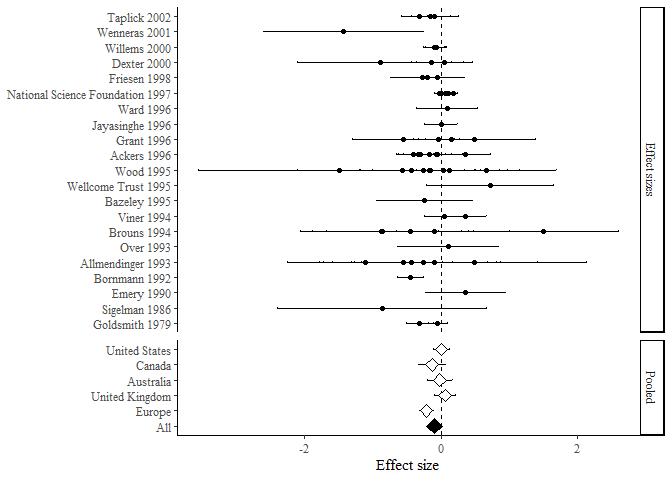 Taplick 2002
Wenneras 2001
Willems 2000
Dexter 2000
Friesen 1998
National Science Foundation 1997
Ward 1996
Jayasinghe 1996
Grant 1996
Ackers 1996
Wood 1995
Wellcome Trust 1995
Bazeley 1995
Viner 1994
Brouns 1994
Over 1993
Allmendinger 1993
Bornmann 1992
Emery 1990
Sigelman 1986
Goldsmith 1979
Effect sizes
United States
Canada
Australia
United Kingdom
Europe
All
Pooled
-2 0 2
Effect size